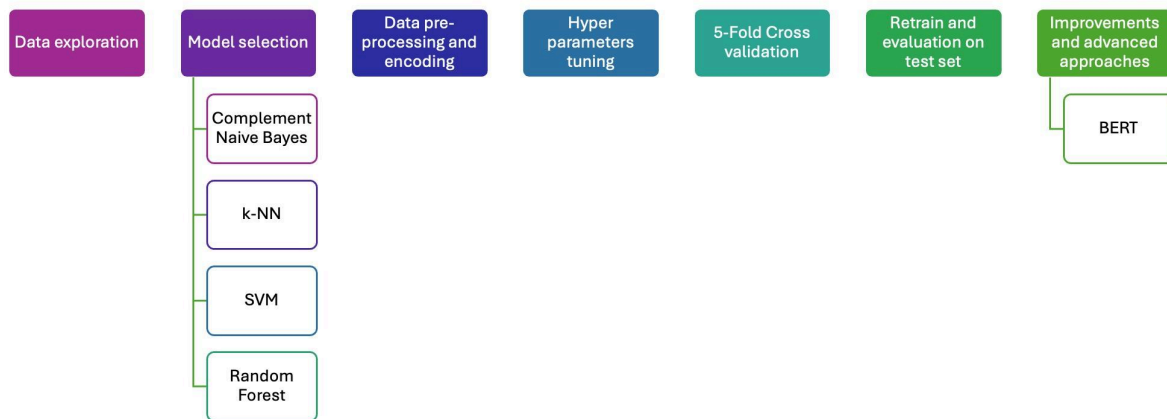 Data exploration
Model selection
Data pre-
processing and
encoding
Hyper
parameters
tuning
5-Fold Cross
validation
Retrain and
evaluation on
test set
Improvements
and advanced
approaches
Complement
Naive Bayes
k-NN
SVM
Random
Forest
BERT